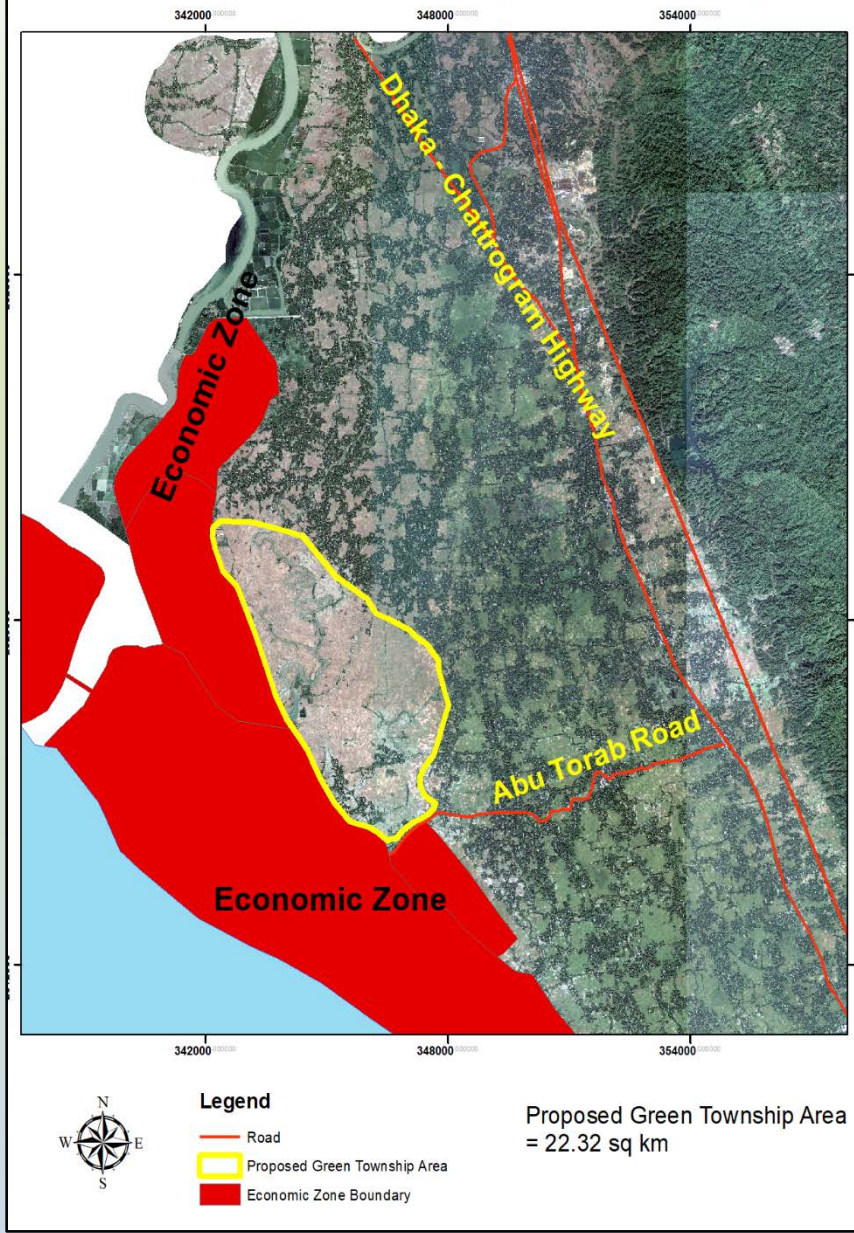 342000 348000 354000
Dhaka - Chattrogram Highway
Economic Zone
Abu Torab Road
Economic Zone
342000 348000 354000
N
W E
S
Legend
Road
Proposed Green Township Area
Economic Zone Boundary
Proposed Green Township Area
= 22.32 sq km